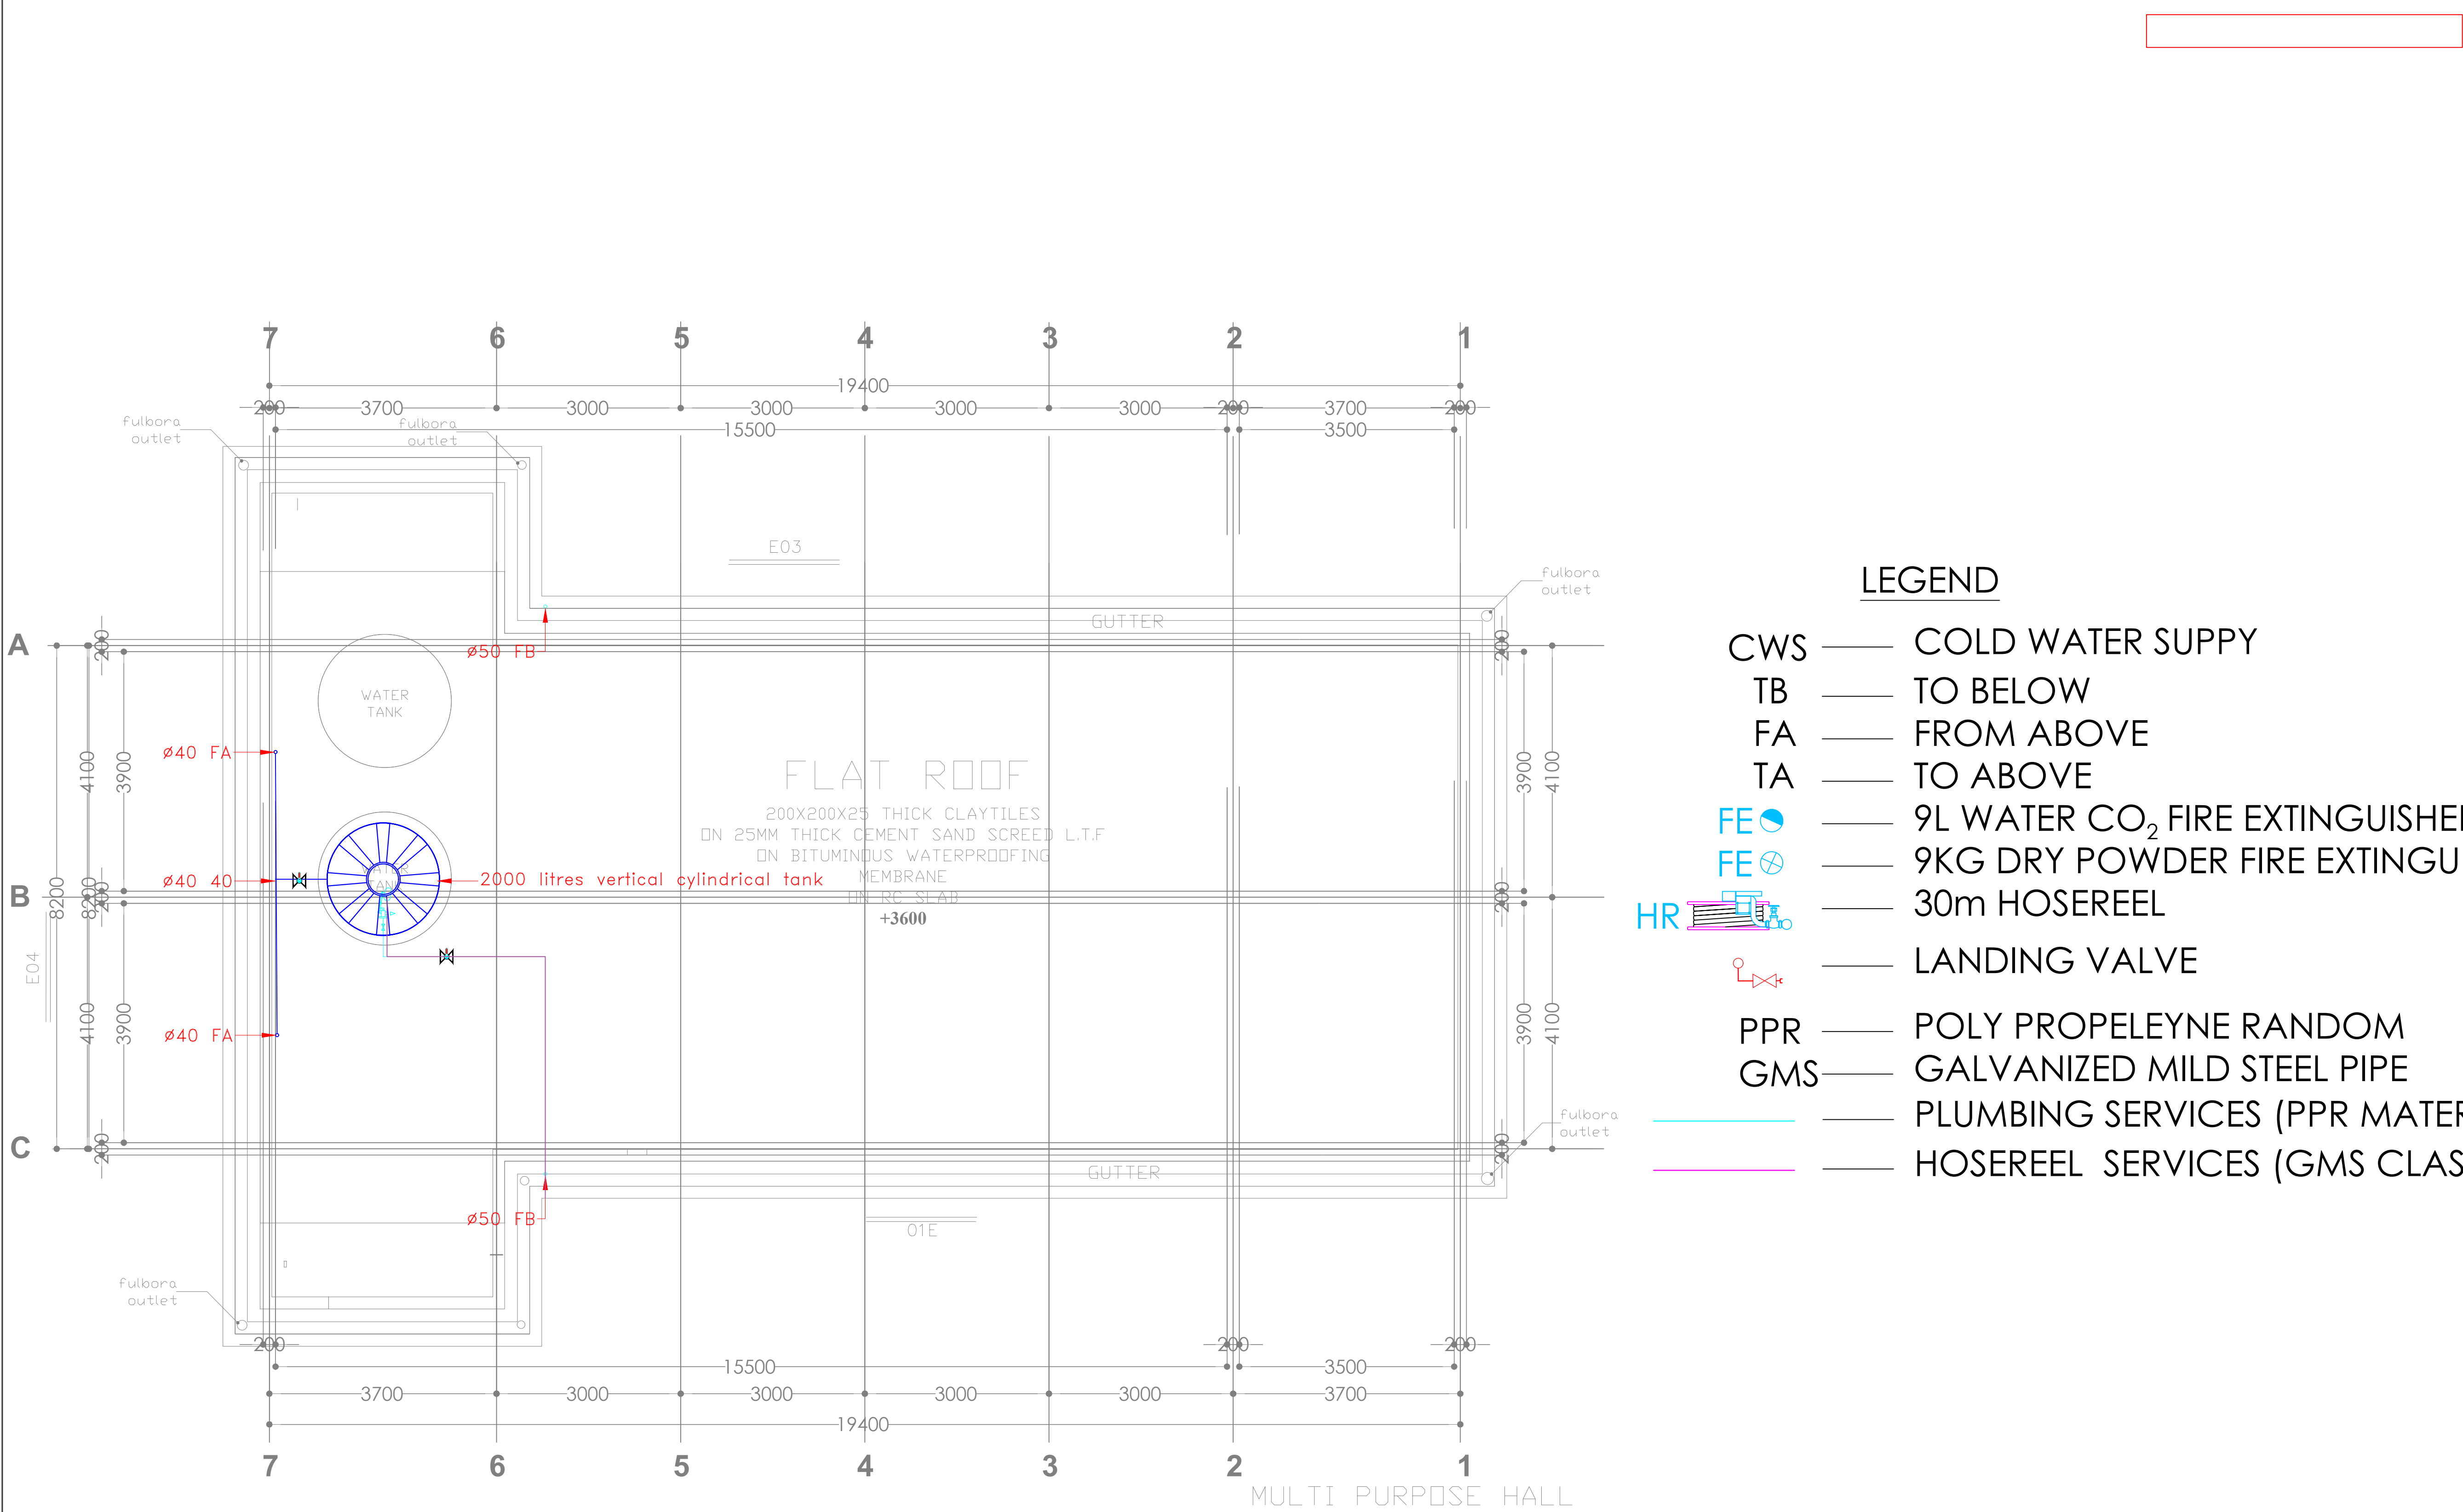 7 6 5 4 3 2 1
19400
200 3700 3000 3000 3000 3000 200 3700 200
15500 3500
fulbora
outlet
fulbora
outlet
E03
fulbora
outlet
GUTTER
A
200
200
ø50 FB
WATER
TANK
ø40 FA
4100
3900
3900
4100
FLAT ROOF
200X200X25 THICK CLAYTILES
ON 25MM THICK CEMENT SAND SCREED L.T.F
ON BITUMINOUS WATERPROOFING
MEMBRANE
ON RC SLAB
+3600
WATER
TANK
ø40 40
2000 litres vertical cylindrical tank
B
8200
8200
200
200
E04
ø40 FA
4100
3900
3900
4100
C
200
200
fulbora
outlet
GUTTER
ø50 FB
01E
fulbora
outlet
200 200 200
15500 3500
3700 3000 3000 3000 3000 3700
19400
7 6 5 4 3 2 1
MULTI PURPOSE HALL
LEGEND
CWS COLD WATER SUPPY
TB TO BELOW
FA FROM ABOVE
TA TO ABOVE
FE 9L WATER CO₂ FIRE EXTINGUISHE
FE 9KG DRY POWDER FIRE EXTINGU
HR 30m HOSEREEL
LANDING VALVE
PPR POLY PROPELEYNE RANDOM
GMS GALVANIZED MILD STEEL PIPE
PLUMBING SERVICES (PPR MATE
HOSEREEL SERVICES (GMS CLAS